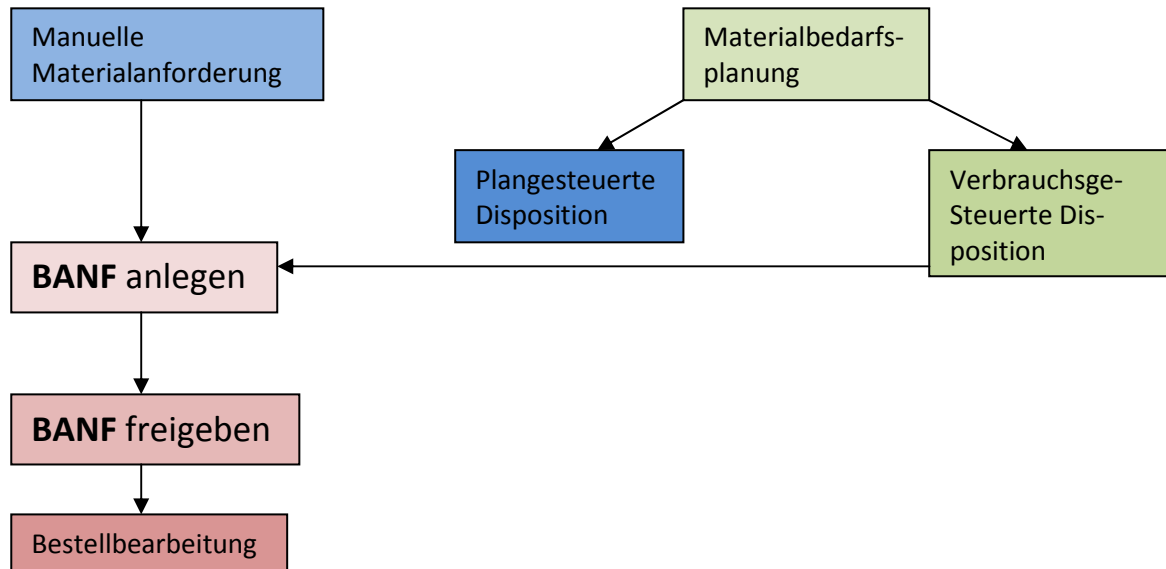 Manuelle
Materialanforderung
Materialbedarfs-
planung
Plangesteuerte
Disposition
Verbrauchsge-
Steuerte Dis-
position
BANF anlegen
BANF freigeben
Bestellbearbeitung